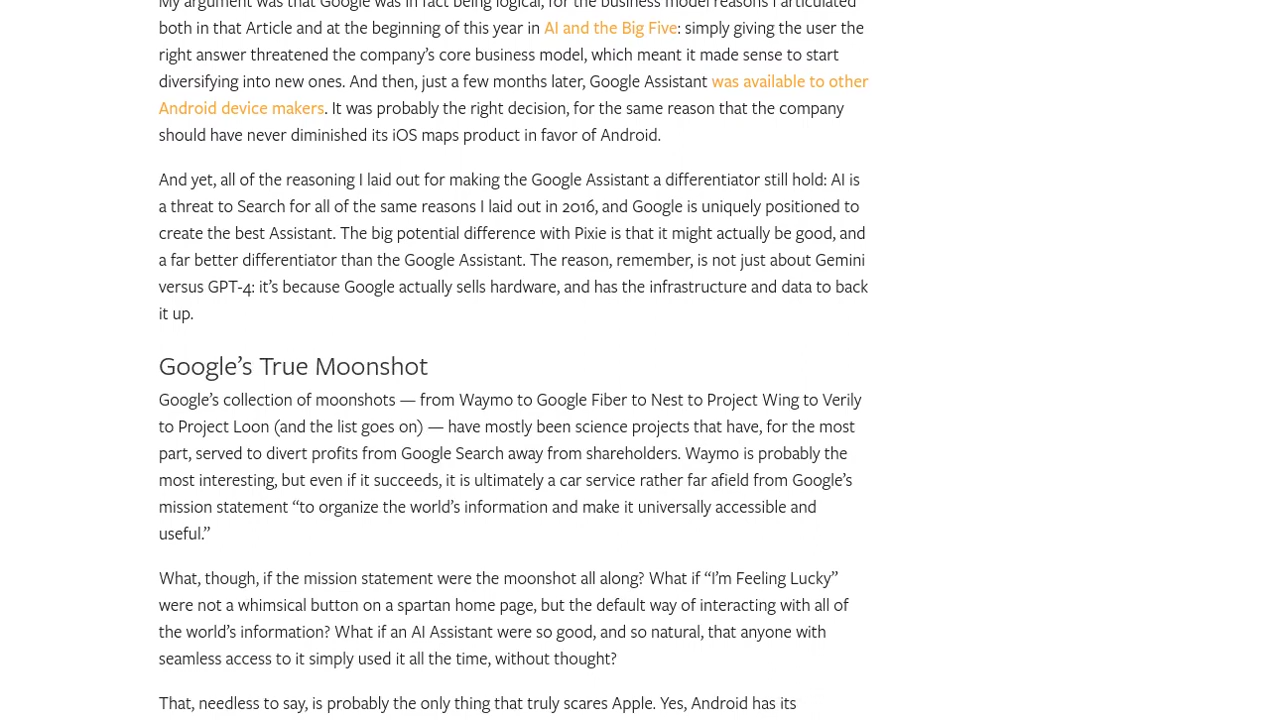 My argument was that Google was in fact being logical, for the business model reasons I articulated
both in that Article and at the beginning of this year in AI and the Big Five: simply giving the user the
right answer threatened the company’s core business model, which meant it made sense to start
diversifying into new ones. And then, just a few months later, Google Assistant was available to other
Android device makers. It was probably the right decision, for the same reason that the company
should have never diminished its iOS maps product in favor of Android.
And yet, all of the reasoning I laid out for making the Google Assistant a differentiator still hold: AI is
a threat to Search for all of the same reasons I laid out in 2016, and Google is uniquely positioned to
create the best Assistant. The big potential difference with Pixie is that it might actually be good, and
a far better differentiator than the Google Assistant. The reason, remember, is not just about Gemini
versus GPT-4: it’s because Google actually sells hardware, and has the infrastructure and data to back
it up.
Google’s True Moonshot
Google’s collection of moonshots — from Waymo to Google Fiber to Nest to Project Wing to Verily
to Project Loon (and the list goes on) — have mostly been science projects that have, for the most
part, served to divert profits from Google Search away from shareholders. Waymo is probably the
most interesting, but even if it succeeds, it is ultimately a car service rather far afield from Google’s
mission statement “to organize the world’s information and make it universally accessible and
useful.”
What, though, if the mission statement were the moonshot all along? What if “I’m Feeling Lucky”
were not a whimsical button on a spartan home page, but the default way of interacting with all of
the world’s information? What if an AI Assistant were so good, and so natural, that anyone with
seamless access to it simply used it all the time, without thought?
That, needless to say, is probably the only thing that truly scares Apple. Yes, Android has its